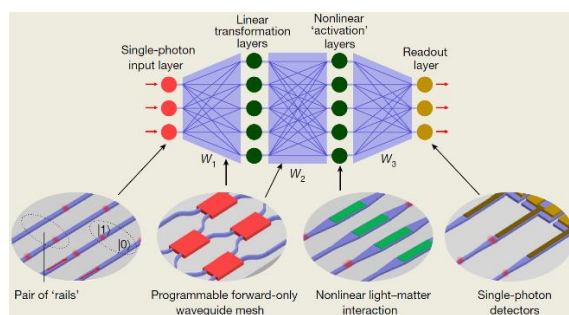 Single-photon
input layer
Linear
transformation
layers
Nonlinear
‘activation’
layers
Readout
layer
W1
W2
W3
|1⟩
|0⟩
Pair of ‘rails’
Programmable forward-only
waveguide mesh
Nonlinear light–matter
interaction
Single-photon
detectors